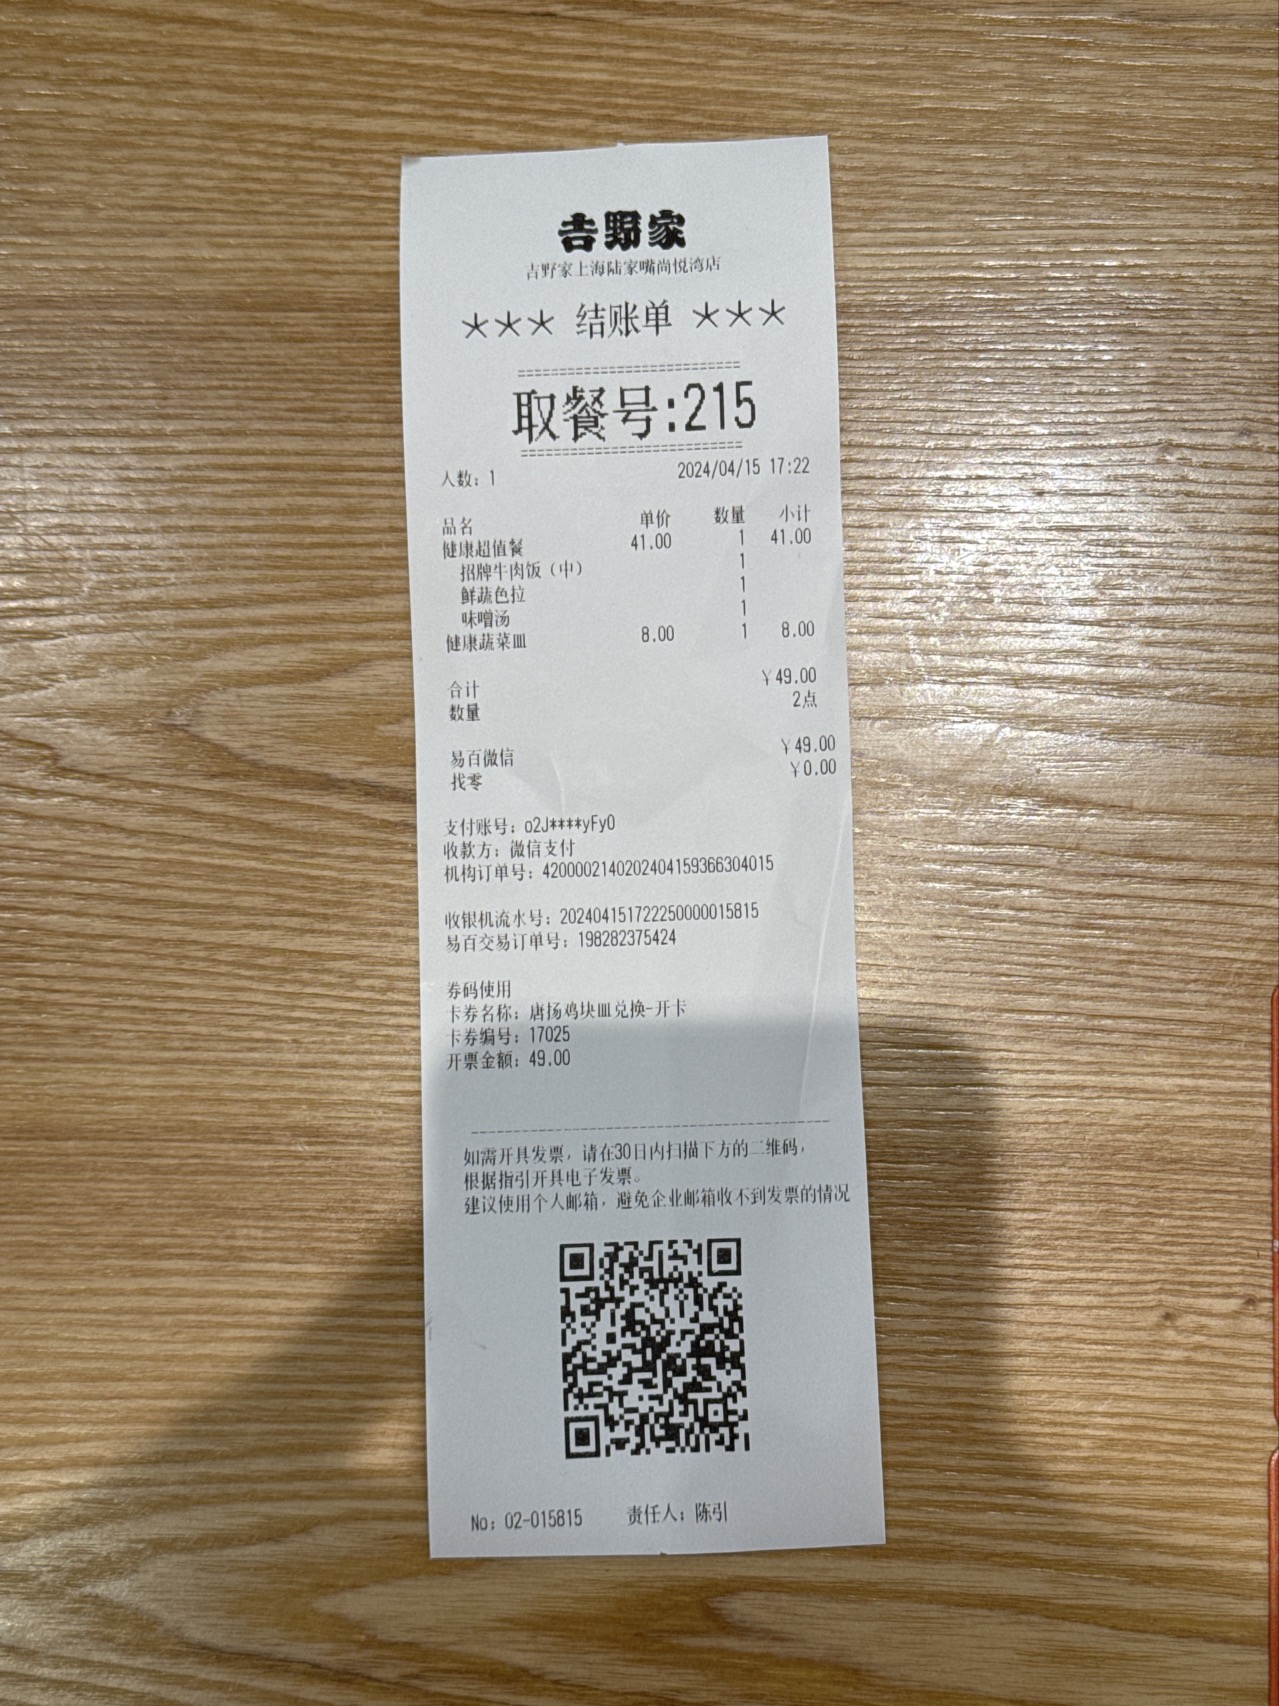 吉野家
吉野家上海陆家嘴尚悦湾店
*** 结账单 ***
===========================
取餐号:215
===========================
人数：1 2024/04/15 17:22
品名 单价 数量 小计
健康超值餐 41.00 1 41.00
招牌牛肉饭（中） 1
鲜蔬色拉 1
味噌汤 1
健康蔬菜皿 8.00 1 8.00
合计 ￥49.00
数量 2点
易百微信 ￥49.00
找零 ￥0.00
支付账号：o2J****yFy0
收款方：微信支付
机构订单号：4200002140202404159366304015
收银机流水号：202404151722250000015815
易百交易订单号：198282375424
券码使用
卡券名称：唐扬鸡块皿兑换-开卡
卡券编号：17025
开票金额：49.00
如需开具发票，请在30日内扫描下方的二维码，
根据指引开具电子发票。
建议使用个人邮箱，避免企业邮箱收不到发票的情况
No：02-015815 责任人：陈引